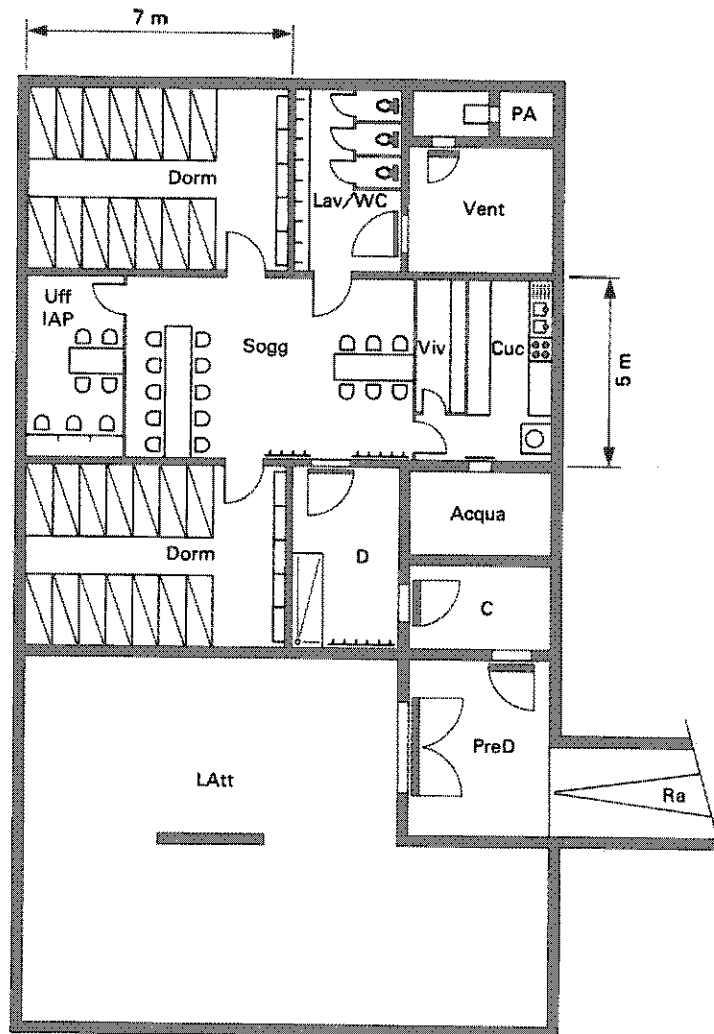 7 m
PA
Dorm
Lav/WC
Vent
Uff
IAP
Sogg
Viv
Cuc
5 m
Acqua
Dorm
D
C
PreD
LAtt
Ra